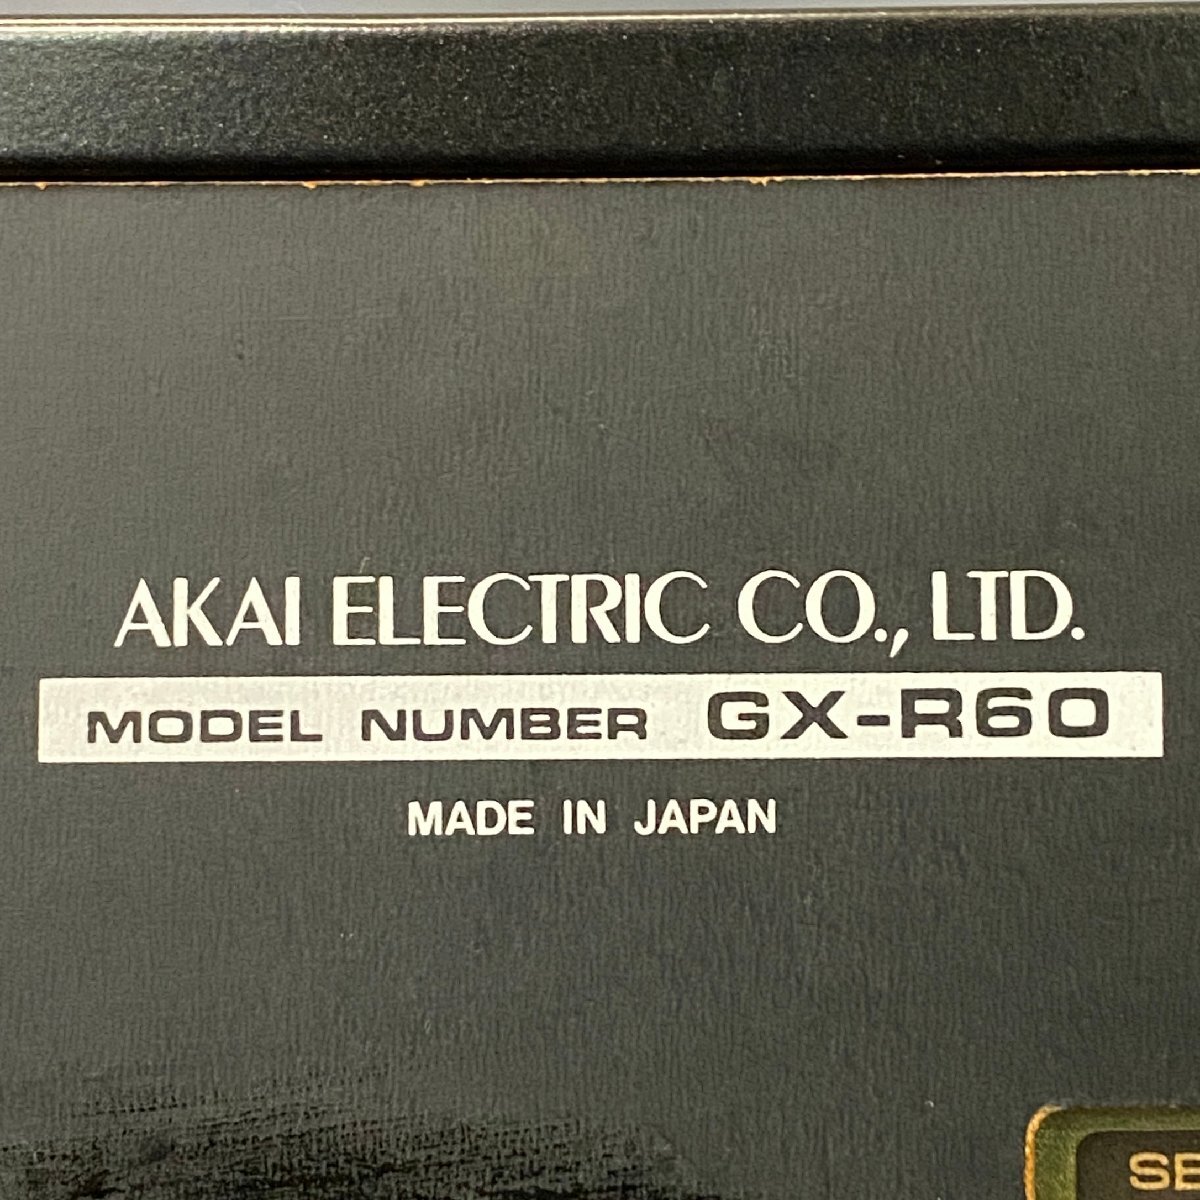 AKAI ELECTRIC CO., LTD.
MODEL NUMBER GX-R60
MADE IN JAPAN